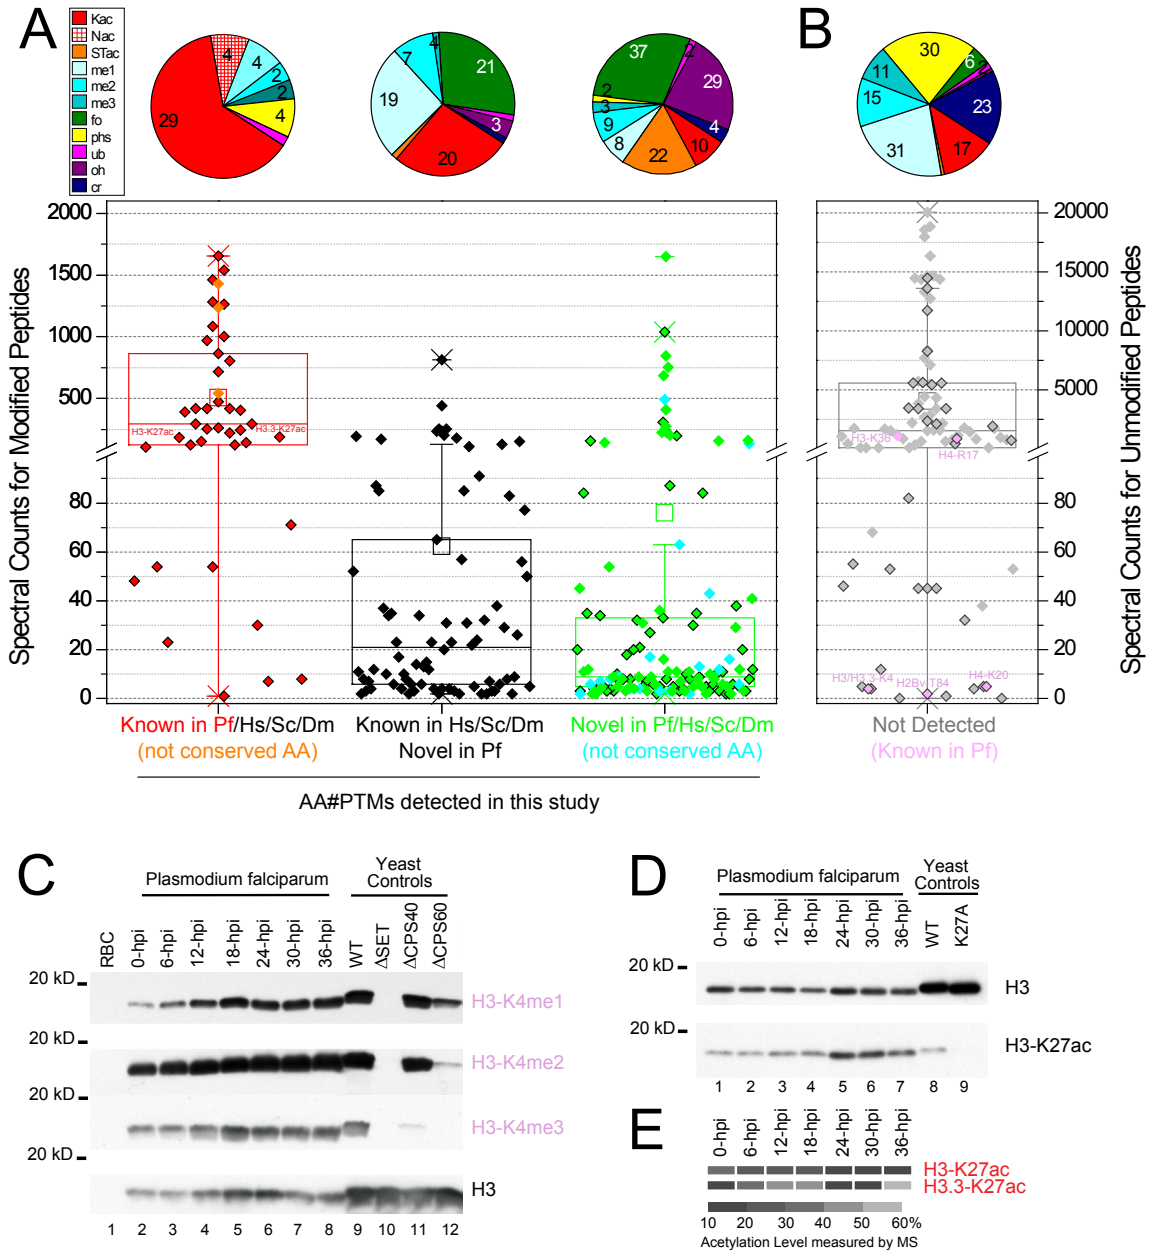 A
B
Kac
Nac
STac
me1
me2
me3
fo
phs
ub
oh
cr
4
4
2
2
4
29
4
7
21
19
3
20
37
2
29
2
3
9
4
8
10
22
30
6
2
11
15
23
31
17
Spectral Counts for Modified Peptides
2000
1500
1000
500
80
60
40
20
0
H3-K27ac
H3.3-K27ac
Known in Pf/Hs/Sc/Dm
(not conserved AA)
Known in Hs/Sc/Dm
Novel in Pf
Novel in Pf/Hs/Sc/Dm
(not conserved AA)
AA#PTMs detected in this study
20000
15000
10000
5000
80
60
40
20
0
Spectral Counts for Unmodified Peptides
H3-K36
H4-R17
H3/H3.3-K4
H2Bv-T84
H4-K20
Not Detected
(Known in Pf)
C
Plasmodium falciparum
Yeast
Controls
RBC
0-hpi
6-hpi
12-hpi
18-hpi
24-hpi
30-hpi
36-hpi
WT
ΔSET
ΔCPS40
ΔCPS60
20 kD
H3-K4me1
20 kD
H3-K4me2
20 kD
H3-K4me3
20 kD
H3
1 2 3 4 5 6 7 8 9 10 11 12
D
Plasmodium falciparum
Yeast
Controls
0-hpi
6-hpi
12-hpi
18-hpi
24-hpi
30-hpi
36-hpi
WT
K27A
20 kD
H3
20 kD
H3-K27ac
1 2 3 4 5 6 7 8 9
E
0-hpi
6-hpi
12-hpi
18-hpi
24-hpi
30-hpi
36-hpi
H3-K27ac
H3.3-K27ac
10 20 30 40 50 60%
Acetylation Level measured by MS